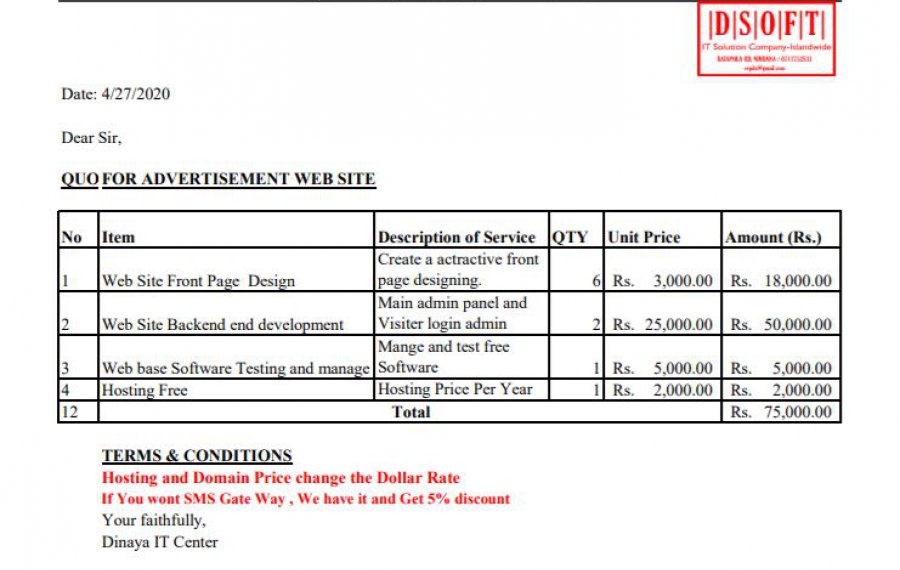 |D|S|O|F|T|
IT Solution Company-Islandwide
Date: 4/27/2020
Dear Sir,
QUO FOR ADVERTISEMENT WEB SITE
No Item Description of Service QTY Unit Price Amount (Rs.)
1 Web Site Front Page Design Create a actractive front page designing. 6 Rs. 3,000.00 Rs. 18,000.00
2 Web Site Backend end development Main admin panel and Visiter login admin 2 Rs. 25,000.00 Rs. 50,000.00
3 Web base Software Testing and manage Mange and test free Software 1 Rs. 5,000.00 Rs. 5,000.00
4 Hosting Free Hosting Price Per Year 1 Rs. 2,000.00 Rs. 2,000.00
12 Total Rs. 75,000.00
TERMS & CONDITIONS
Hosting and Domain Price change the Dollar Rate
If You wont SMS Gate Way , We have it and Get 5% discount
Your faithfully,
Dinaya IT Center